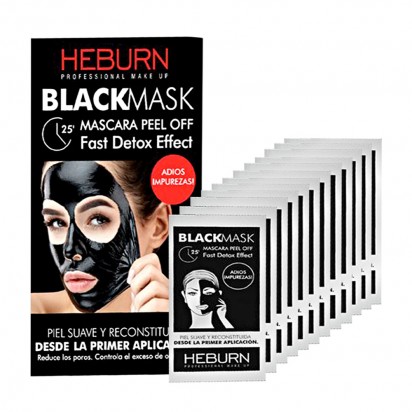 HEBURN
PROFESSIONAL MAKE UP
BLACKMASK
25' MASCARA PEEL OFF
Fast Detox Effect
ADIOS
IMPUREZAS!
PIEL SUAVE Y
DESDE LA PRIMER
Reduce los poros. Controla el exceso de
BLACKMASK
25' MASCARA PEEL OFF
Fast Detox Effect
ADIOS
IMPUREZAS!
PIEL SUAVE Y RECONSTITUIDA
DESDE LA PRIMER APLICACIÓN.
HEBURN
PROFESSIONAL MAKE UP